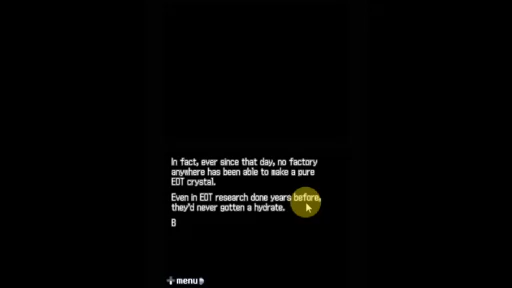 In fact, ever since that day, no factory
anywhere has been able to make a pure
EDT crystal.
Even in EDT research done years before,
they'd never gotten a hydrate.
B
menu